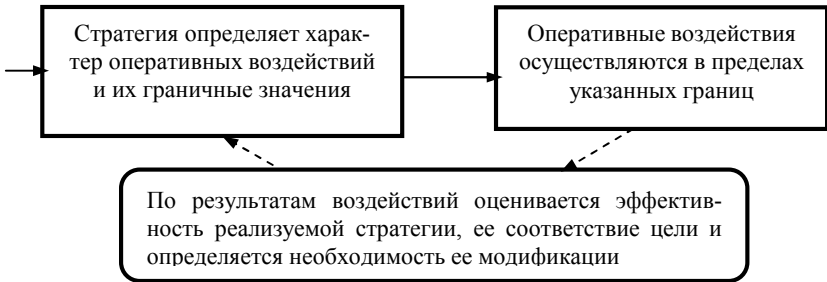 Стратегия определяет харак-
тер оперативных воздействий
и их граничные значения
Оперативные воздействия
осуществляются в пределах
указанных границ
По результатам воздействий оценивается эффектив-
ность реализуемой стратегии, ее соответствие цели и
определяется необходимость ее модификации